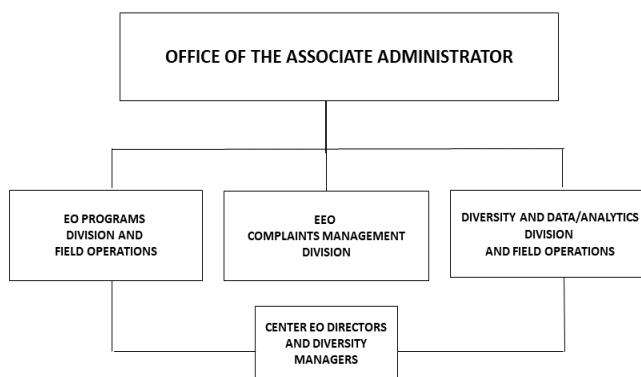 OFFICE OF THE ASSOCIATE ADMINISTRATOR
EO PROGRAMS
DIVISION AND
FIELD OPERATIONS
EEO
COMPLAINTS MANAGEMENT
DIVISION
DIVERSITY AND DATA/ANALYTICS
DIVISION
AND FIELD OPERATIONS
CENTER EO DIRECTORS
AND DIVERSITY
MANAGERS